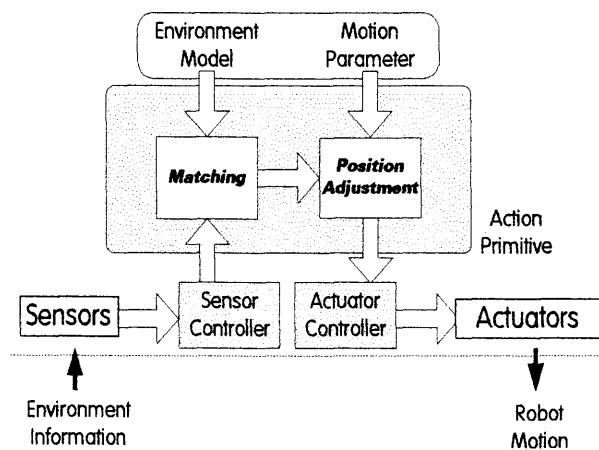 Environment
Model
Motion
Parameter
Matching
Position
Adjustment
Action
Primitive
Sensors
Sensor
Controller
Actuator
Controller
Actuators
Environment
Information
Robot
Motion